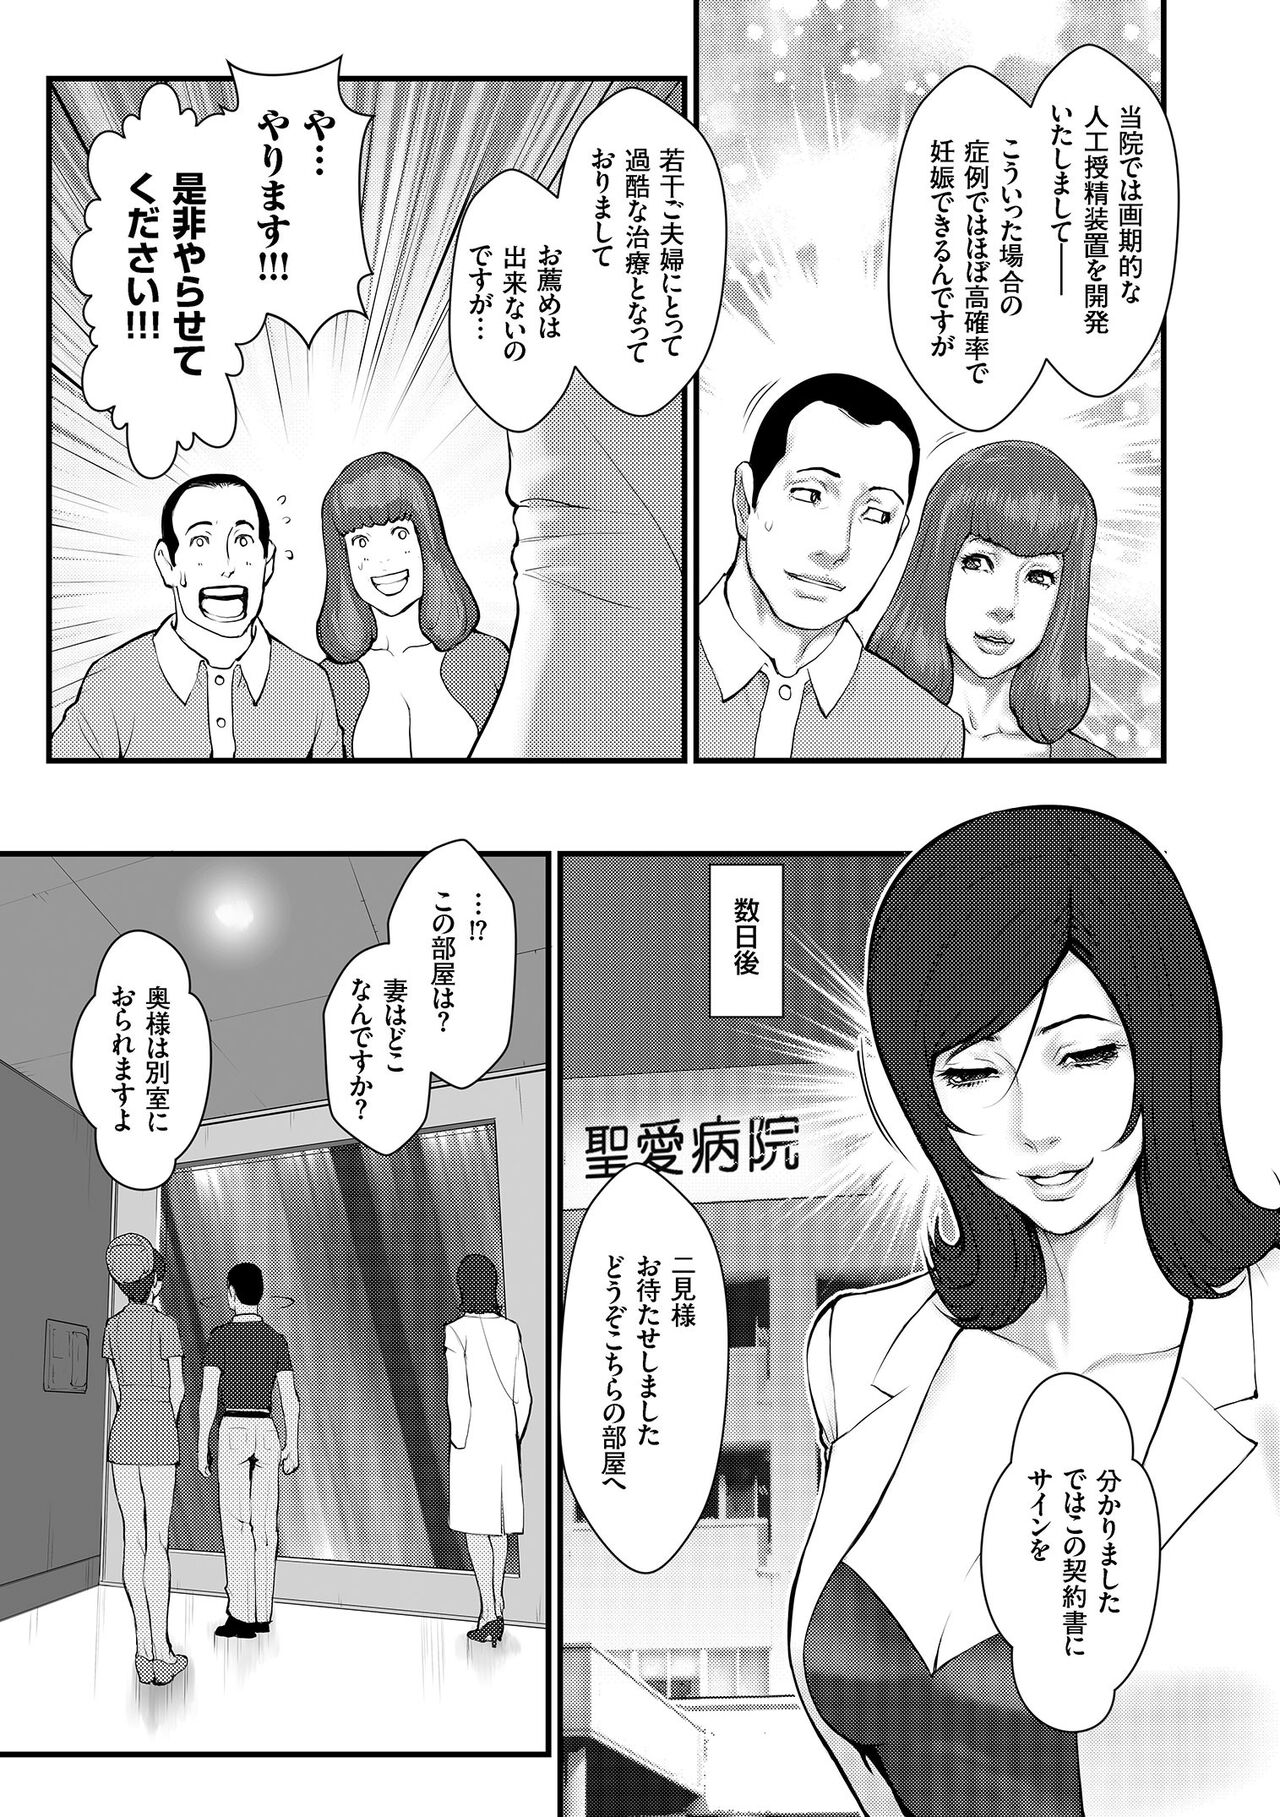 当院では画期的な
人工授精装置を開発
いたしまして――
こういった場合の
症例ではほぼ高確率で
妊娠できるんですが
若干ご夫婦にとって
過酷な治療となって
おりまして
お薦めは
出来ないの
ですが…
や…
やります!!!
是非やらせて
ください!!!
分かりました
ではこの契約書に
サインを
数日後
聖愛病院
二見様
お待たせしました
どうぞこちらの部屋へ
…!?
この部屋は?
妻はどこ
なんですか?
奥様は別室に
おられますよ